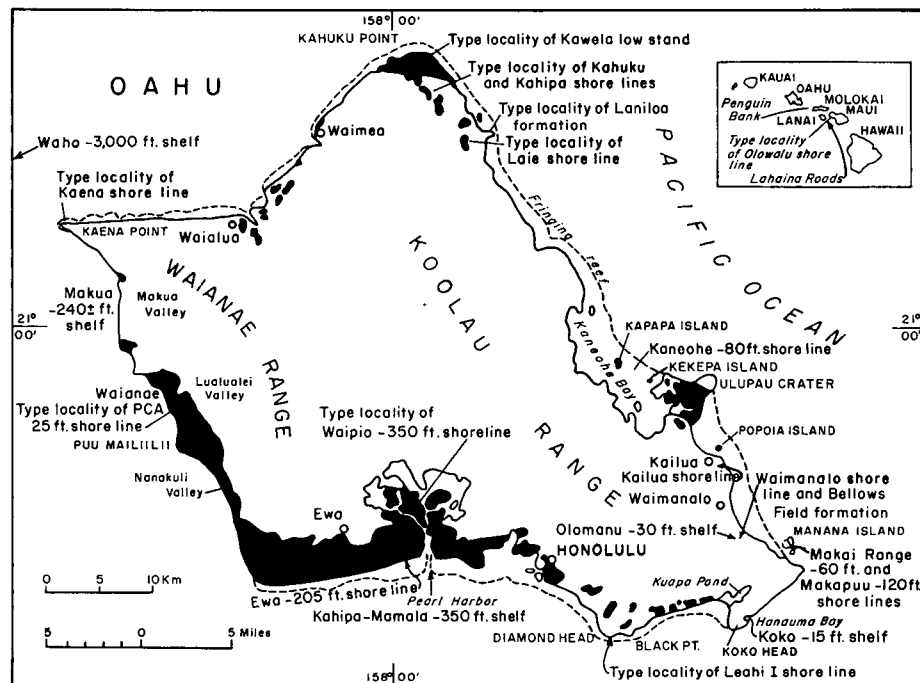 158° 00'
KAHUKU POINT
Type locality of Kawela low stand
Type locality of Kahuku
and Kahipa shore lines
OAHU
Type locality of Laniloa
formation
Type locality of
Laie shore line
Waimea
Waho -3,000 ft. shelf
Type locality of
Kaena shore line
KAENA POINT
Waialua
KAUAI
OAHU
MOLOKAI
MAUI
Penguin
Bank
LANAI
HAWAII
Type locality
of Olowalu shore
line
Lahaina Roads
PACIFIC OCEAN
Fringing
reef
WAIANAE
RANGE
KOOLAU
RANGE
Makua
-240± ft.
shelf
Makua
Valley
21°
00'
21°
00'
KAPAPA ISLAND
Kaneohe -80 ft. shore line
KEKEPA ISLAND
ULUPAU CRATER
Kaneohe Bay
Lualualei
Valley
Waianae
Type locality of PCA
25 ft. shore line
PUU MAILIILII
Nanakuli
Valley
Type locality of
Waipio -350 ft. shoreline
POPOIA ISLAND
Kailua
Kailua shore line
Waimanalo
Waimanalo shore
line and Bellows
Field formation
MANANA ISLAND
Ewa
Olomanu -30 ft. shelf
HONOLULU
Makai Range
-60 ft. and
Makapuu -120ft
shore lines
0 10 Km
Ewa -205 ft. shore line
Pearl Harbor
Kahipa-Mamala -350 ft. shelf
Kuapa Pond
Hanauma Bay
Koko -15 ft. shelf
KOKO HEAD
BLACK PT.
DIAMOND HEAD
5 0 5 Miles
Type locality of Leahi I shore line
158° 00'